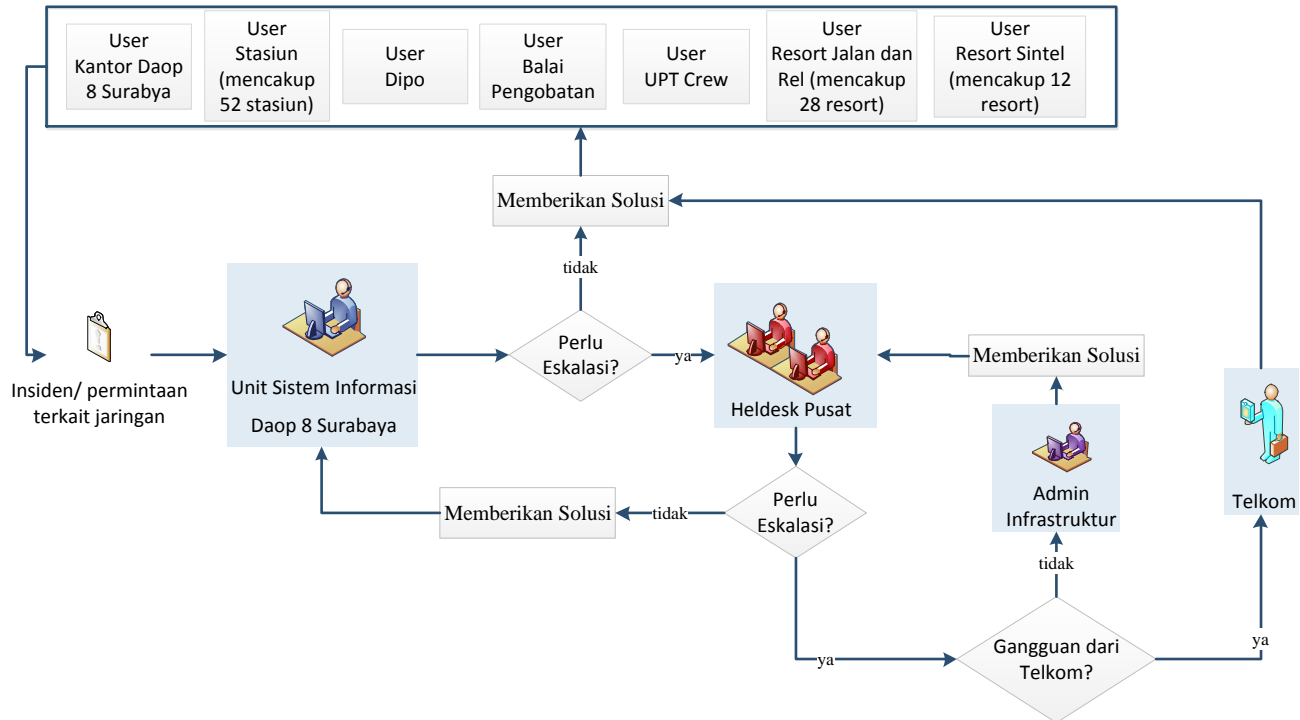 User
Kantor Daop
8 Surabya
User
Stasiun
(mencakup
52 stasiun)
User
Dipo
User
Balai
Pengobatan
User
UPT Crew
User
Resort Jalan dan
Rel (mencakup
28 resort)
User
Resort Sintel
(mencakup 12
resort)
Memberikan Solusi
tidak
Insiden/ permintaan
terkait jaringan
Unit Sistem Informasi
Daop 8 Surabaya
Perlu
Eskalasi?
ya
Heldesk Pusat
Memberikan Solusi
Admin
Infrastruktur
Telkom
Memberikan Solusi
tidak
Perlu
Eskalasi?
tidak
ya
Gangguan dari
Telkom?
ya